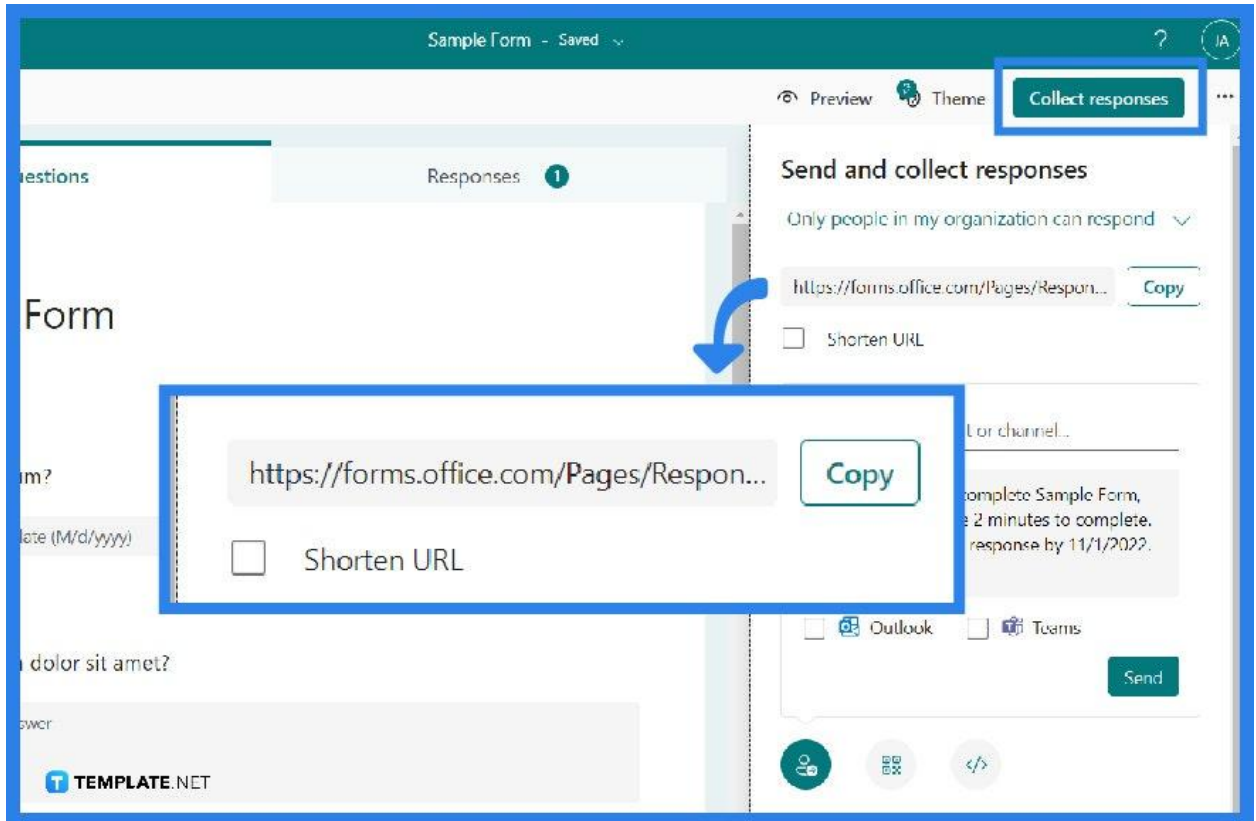 Sample Form - Saved
?
JA
Preview
Theme
Collect responses
...
estions
Responses 1
Form
um?
date (M/d/yyyy)
dolor sit amet?
swer
TEMPLATE.NET
Send and collect responses
Only people in my organization can respond
https://forms.office.com/Pages/Respon...
Copy
Shorten URL
https://forms.office.com/Pages/Respon...
Copy
Shorten URL
or channel...
complete Sample Form,
2 minutes to complete.
response by 11/1/2022.
Outlook
Teams
Send